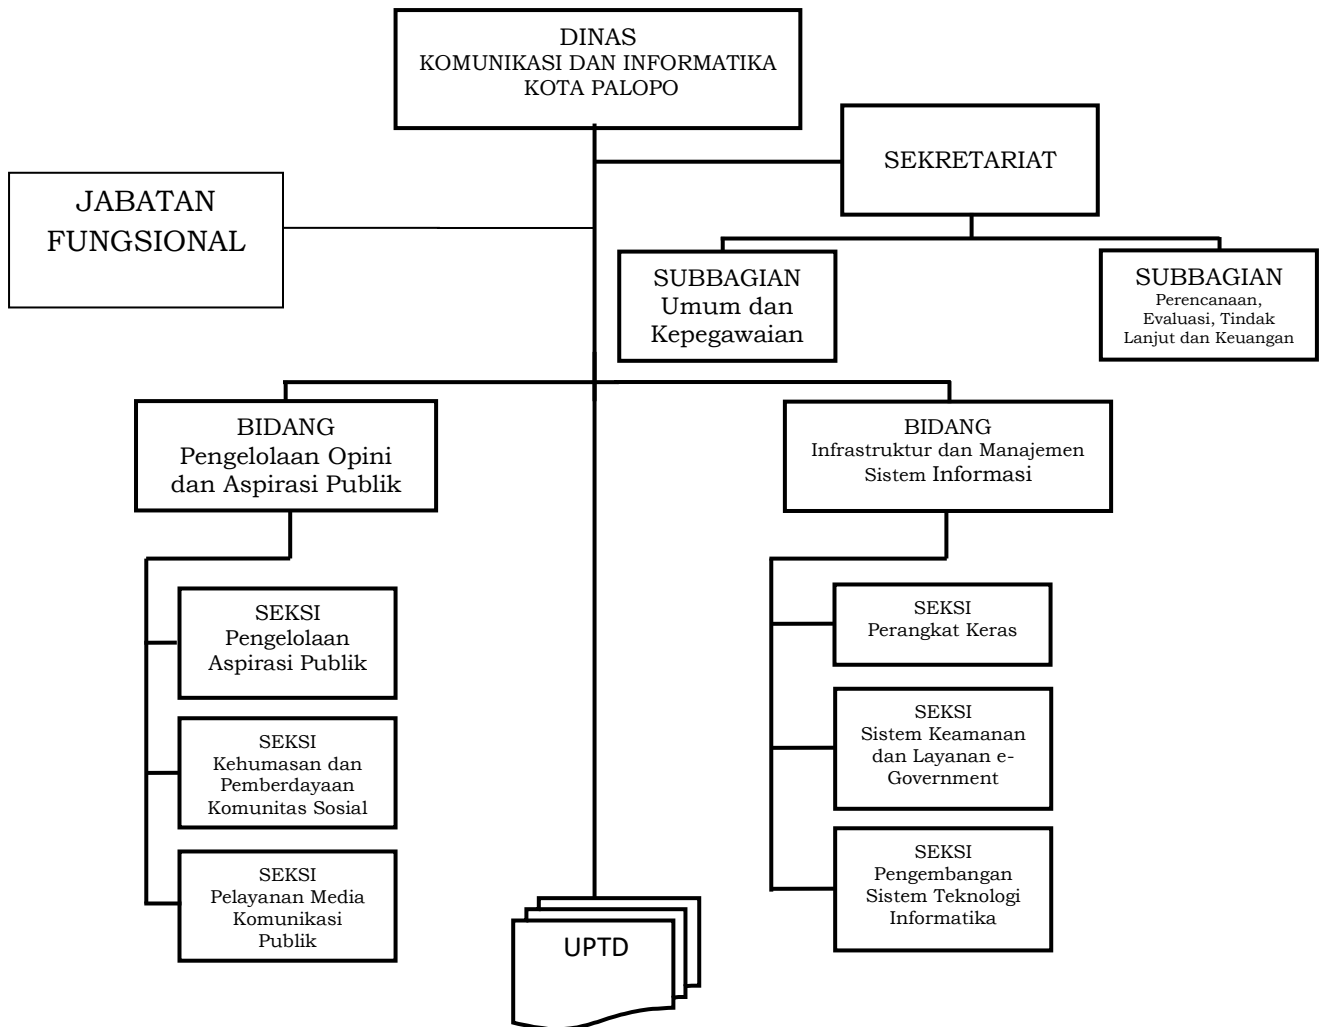 DINAS
KOMUNIKASI DAN INFORMATIKA
KOTA PALOPO
SEKRETARIAT
JABATAN
FUNGSIONAL
SUBBAGIAN
Umum dan
Kepegawaian
SUBBAGIAN
Perencanaan,
Evaluasi, Tindak
Lanjut dan Keuangan
BIDANG
Pengelolaan Opini
dan Aspirasi Publik
BIDANG
Infrastruktur dan Manajemen
Sistem Informasi
SEKSI
Pengelolaan
Aspirasi Publik
SEKSI
Kehumasan dan
Pemberdayaan
Komunitas Sosial
SEKSI
Pelayanan Media
Komunikasi
Publik
SEKSI
Perangkat Keras
SEKSI
Sistem Keamanan
dan Layanan e-
Government
SEKSI
Pengembangan
Sistem Teknologi
Informatika
UPTD